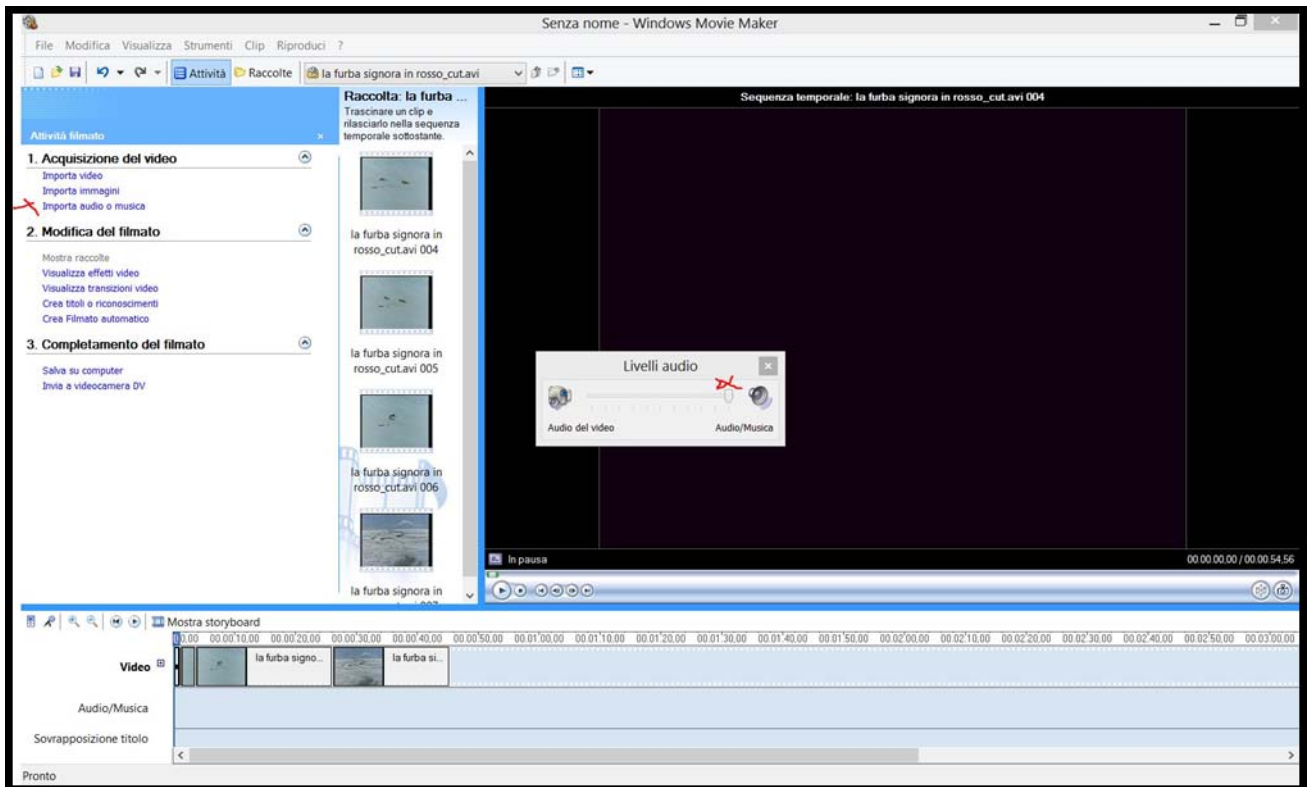 Senza nome - Windows Movie Maker
File Modifica Visualizza Strumenti Clip Riproduci ?
Attività Raccolte la furba signora in rosso_cut.avi
Attività filmato
1. Acquisizione del video
Importa video
Importa immagini
Importa audio o musica
2. Modifica del filmato
Mostra raccolte
Visualizza effetti video
Visualizza transizioni video
Crea titoli o riconoscimenti
Crea Filmato automatico
3. Completamento del filmato
Salva su computer
Invia a videocamera DV
Raccolta: la furba ...
Trascinare un clip e
rilasciarlo nella sequenza
temporale sottostante.
la furba signora in
rosso_cut.avi 004
la furba signora in
rosso_cut.avi 005
la furba signora in
rosso_cut.avi 006
la furba signora in
Sequenza temporale: la furba signora in rosso_cut.avi 004
Livelli audio
Audio del video Audio/Musica
In pausa 00.00.00,00 / 00.00.54,56
Mostra storyboard
00.00'10,00 00.00'20,00 00.00'30,00 00.00'40,00 00.00'50,00 00.01'00,00 00.01'10,00 00.01'20,00 00.01'30,00 00.01'40,00 00.01'50,00 00.02'00,00 00.02'10,00 00.02'20,00 00.02'30,00 00.02'40,00 00.02'50,00 00.03'00,00
Video la furba signo... la furba si...
Audio/Musica
Sovrapposizione titolo
Pronto